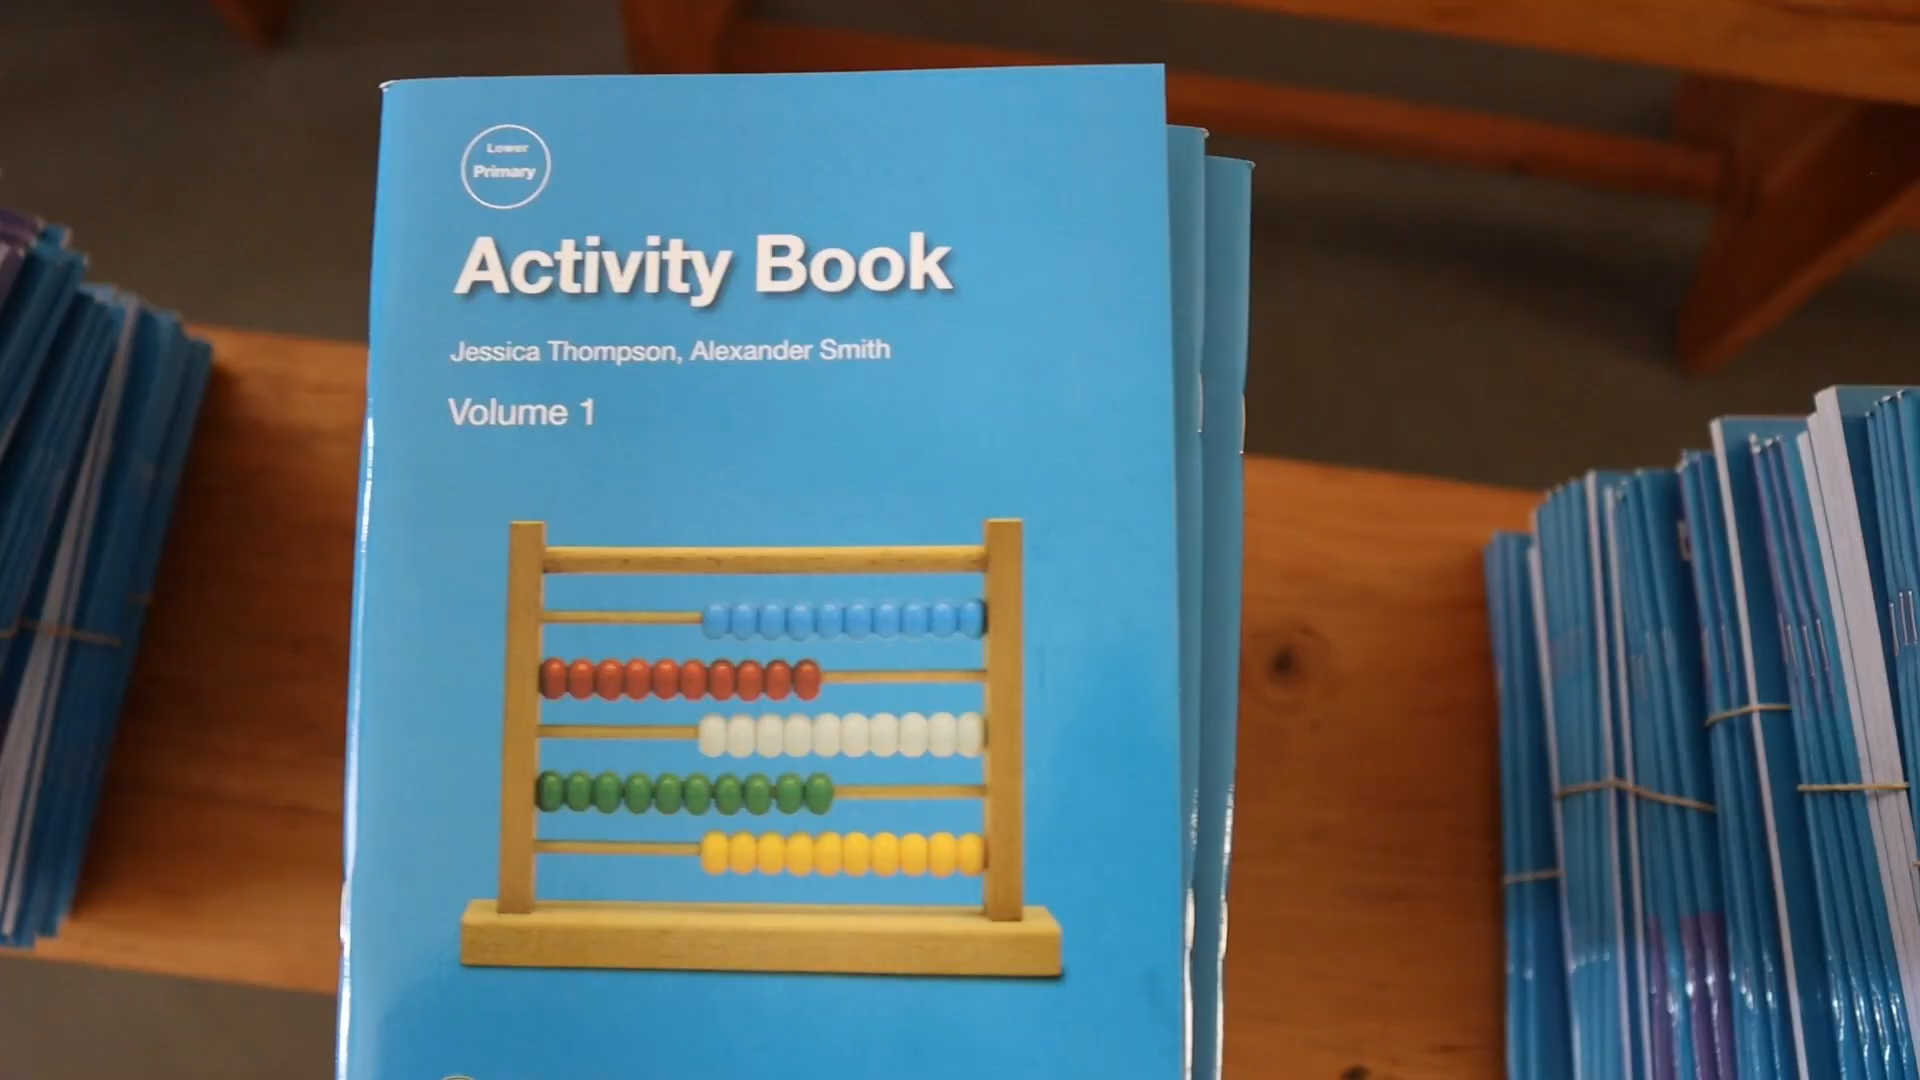 Lower
Primary
Activity Book
Jessica Thompson, Alexander Smith
Volume 1